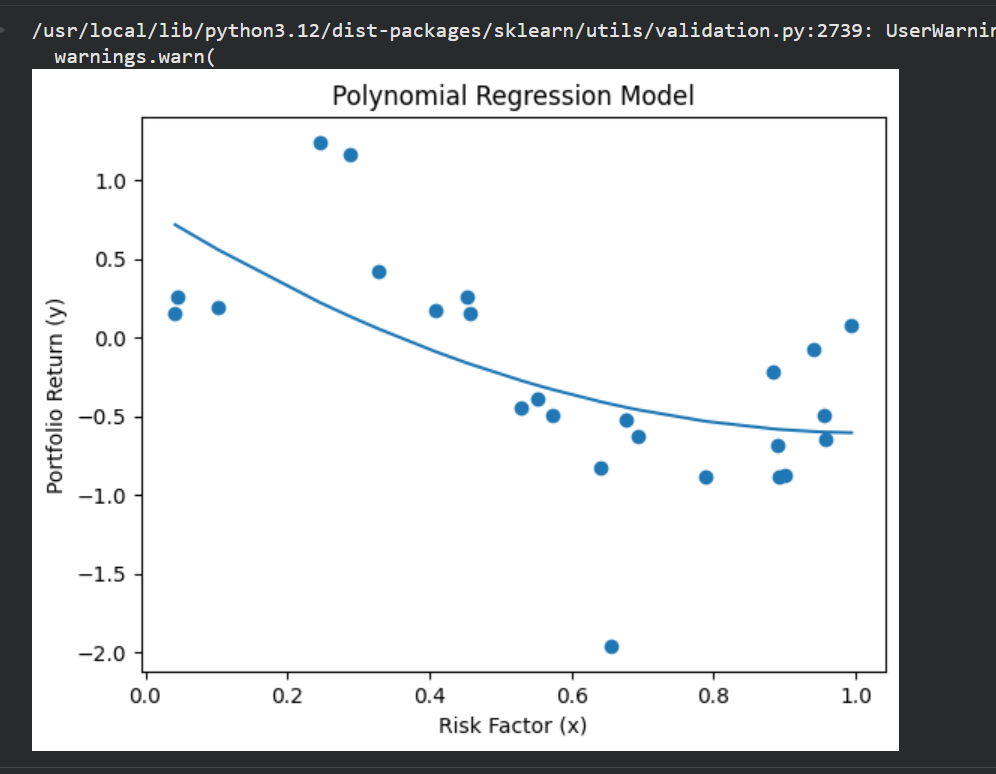 /usr/local/lib/python3.12/dist-packages/sklearn/utils/validation.py:2739:
warnings.warn(
Polynomial Regression Model
1.0
0.5
0.0
−0.5
−1.0
−1.5
−2.0
Portfolio Return (y)
0.0 0.2 0.4 0.6 0.8 1.0
Risk Factor (x)